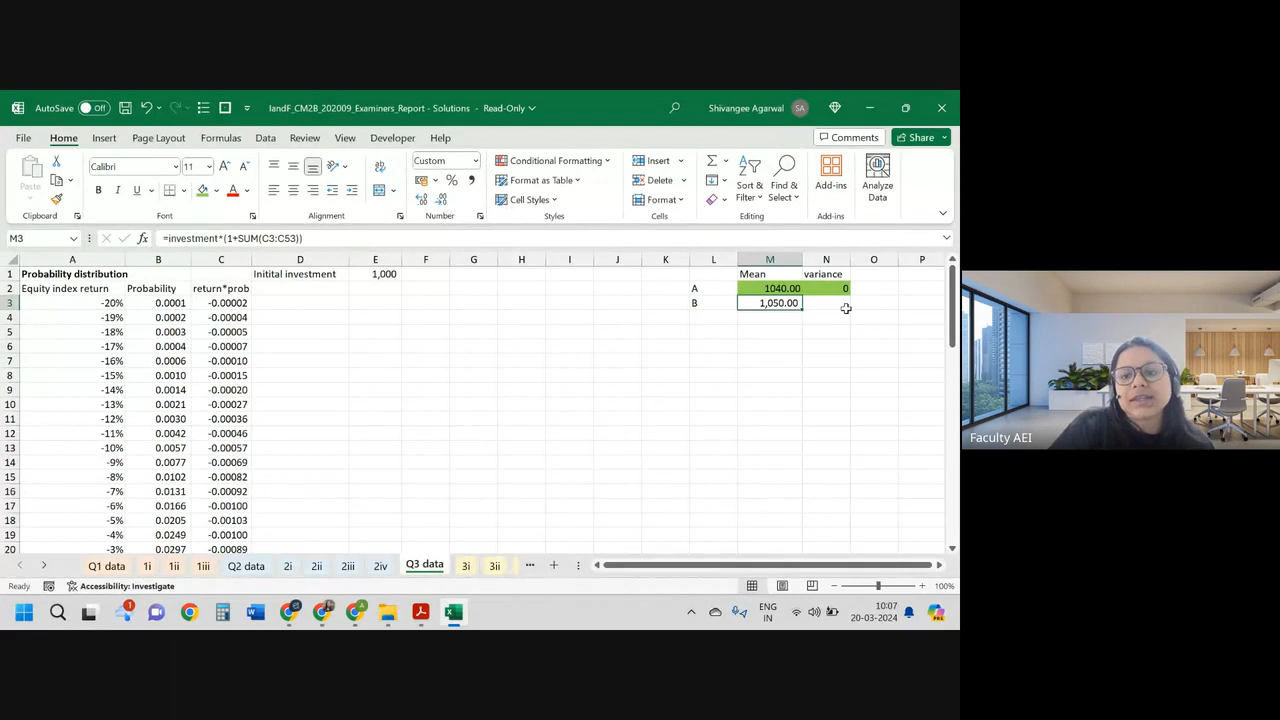 AutoSave Off IandF_CM2B_202009_Examiners_Report - Solutions - Read-Only Shivangee Agarwal SA
File Home Insert Page Layout Formulas Data Review View Developer Help Comments Share
Paste Calibri 11 A A Custom Conditional Formatting Insert Sort & Filter Find & Select Add-ins Analyze Data
B I U A % Format as Table Delete
Cell Styles Format
Clipboard Font Alignment Number Styles Cells Editing Add-ins
M3 fx =investment*(1+SUM(C3:C53))
A B C D E F G H I J K L M N O P
1 Probability distribution Initital investment 1,000 Mean variance
2 Equity index return Probability return*prob A 1040.00 0
3 -20% 0.0001 -0.00002 B 1,050.00
4 -19% 0.0002 -0.00004
5 -18% 0.0003 -0.00005
6 -17% 0.0004 -0.00007
7 -16% 0.0006 -0.00010
8 -15% 0.0010 -0.00015
9 -14% 0.0014 -0.00020
10 -13% 0.0021 -0.00027
11 -12% 0.0030 -0.00036
12 -11% 0.0042 -0.00046
13 -10% 0.0057 -0.00057
14 -9% 0.0077 -0.00069
15 -8% 0.0102 -0.00082
16 -7% 0.0131 -0.00092
17 -6% 0.0166 -0.00100
18 -5% 0.0205 -0.00103
19 -4% 0.0249 -0.00100
20 -3% 0.0297 -0.00089
Q1 data 1i 1ii 1iii Q2 data 2i 2ii 2iii 2iv Q3 data 3i 3ii
Ready Accessibility: Investigate 100%
ENG IN 10:07 20-03-2024
Faculty AEI